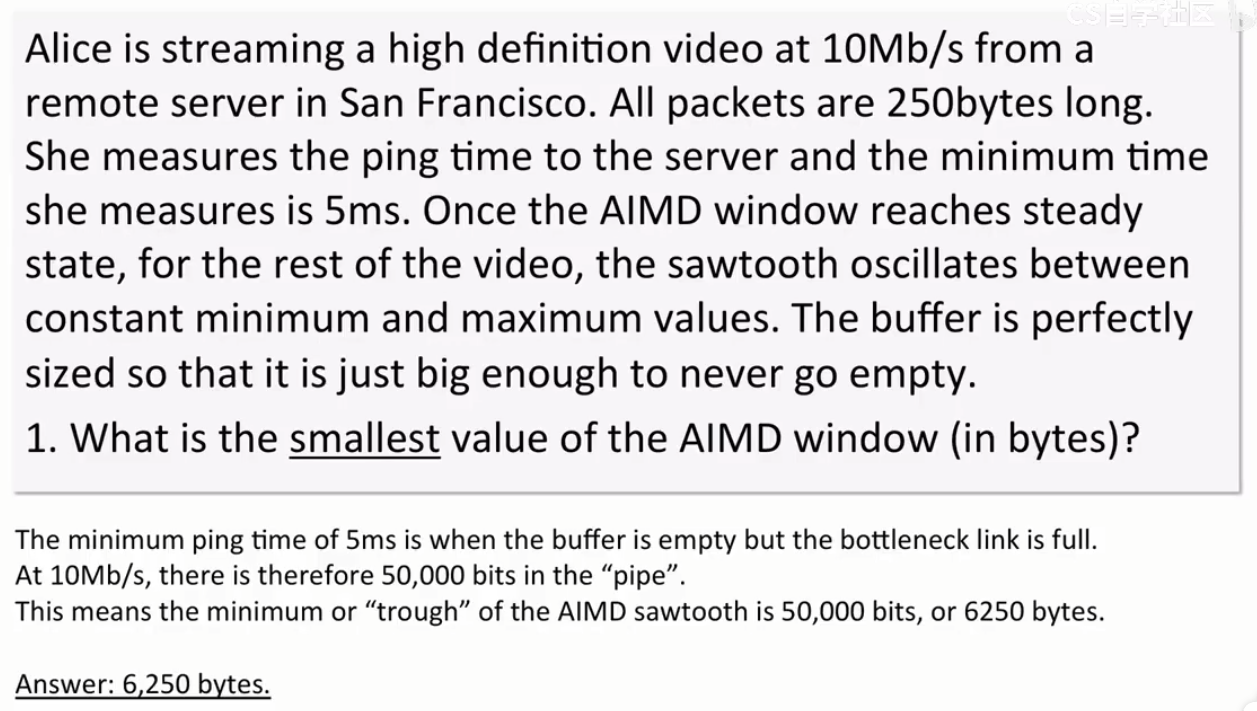 CS自学社区
Alice is streaming a high definition video at 10Mb/s from a
remote server in San Francisco. All packets are 250bytes long.
She measures the ping time to the server and the minimum time
she measures is 5ms. Once the AIMD window reaches steady
state, for the rest of the video, the sawtooth oscillates between
constant minimum and maximum values. The buffer is perfectly
sized so that it is just big enough to never go empty.
1. What is the smallest value of the AIMD window (in bytes)?
The minimum ping time of 5ms is when the buffer is empty but the bottleneck link is full.
At 10Mb/s, there is therefore 50,000 bits in the “pipe”.
This means the minimum or “trough” of the AIMD sawtooth is 50,000 bits, or 6250 bytes.
Answer: 6,250 bytes.